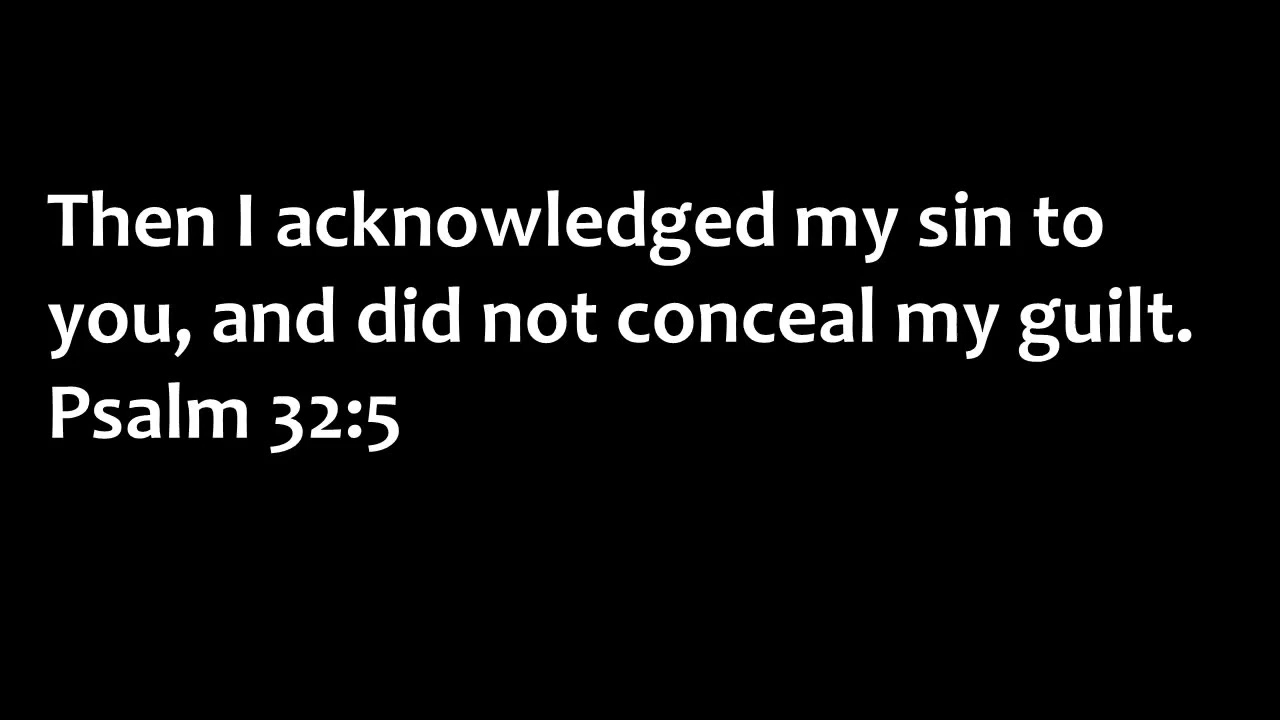 Then I acknowledged my sin to
you, and did not conceal my guilt.
Psalm 32:5